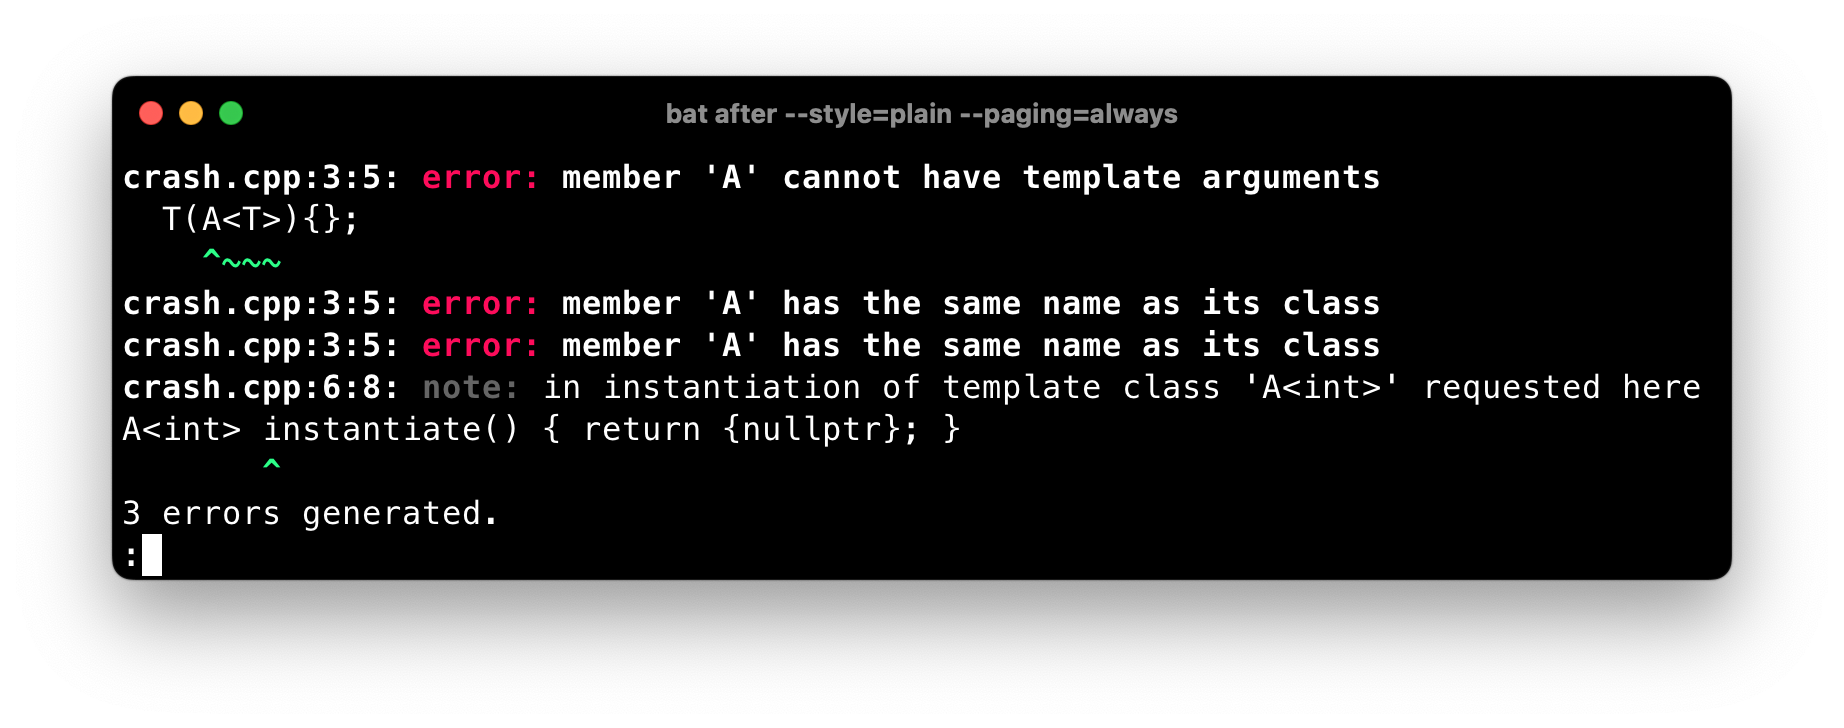 bat after --style=plain --paging=always
crash.cpp:3:5: error: member 'A' cannot have template arguments
  T(A<T>){};
    ^~~~
crash.cpp:3:5: error: member 'A' has the same name as its class
crash.cpp:3:5: error: member 'A' has the same name as its class
crash.cpp:6:8: note: in instantiation of template class 'A<int>' requested here
A<int> instantiate() { return {nullptr}; }
       ^
3 errors generated.
: